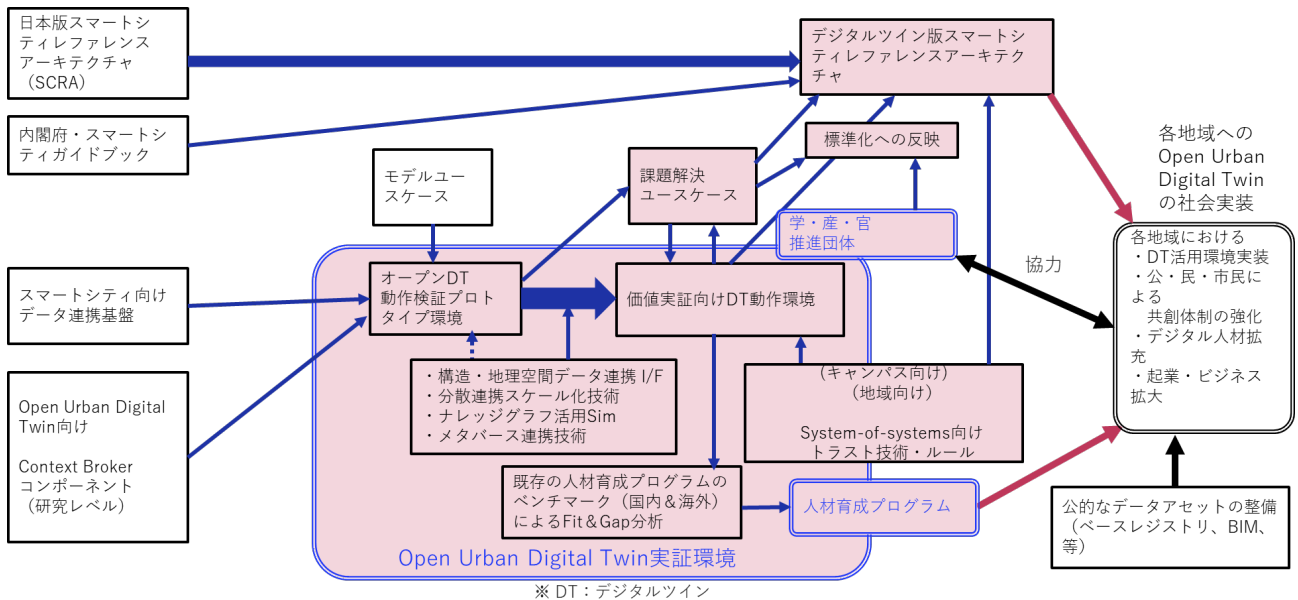 日本版スマートシ
ティレファレンス
アーキテクチャ
（SCRA）
デジタルツイン版スマートシ
ティレファレンスアーキテク
チャ
内閣府・スマートシ
ティガイドブック
モデルユー
スケース
課題解決
ユースケース
標準化への反映
学・産・官
推進団体
各地域への
Open Urban
Digital Twin
の社会実装
スマートシティ向け
データ連携基盤
オープンDT
動作検証プロト
タイプ環境
価値実証向けDT動作環境
協力
各地域における
・DT活用環境実装
・公・民・市民に
よる
共創体制の強化
・デジタル人材拡
充
・起業・ビジネス
拡大
Open Urban Digital
Twin向け
Context Broker
コンポーネント
（研究レベル）
・構造・地理空間データ連携 I/F
・分散連携スケール化技術
・ナレッジグラフ活用Sim
・メタバース連携技術
（キャンパス向け）
（地域向け）
System-of-systems向け
トラスト技術・ルール
既存の人材育成プログラムの
ベンチマーク（国内＆海外）
によるFit＆Gap分析
人材育成プログラム
公的なデータアセットの整備
（ベースレジストリ、BIM、
等）
Open Urban Digital Twin実証環境
※ DT：デジタルツイン